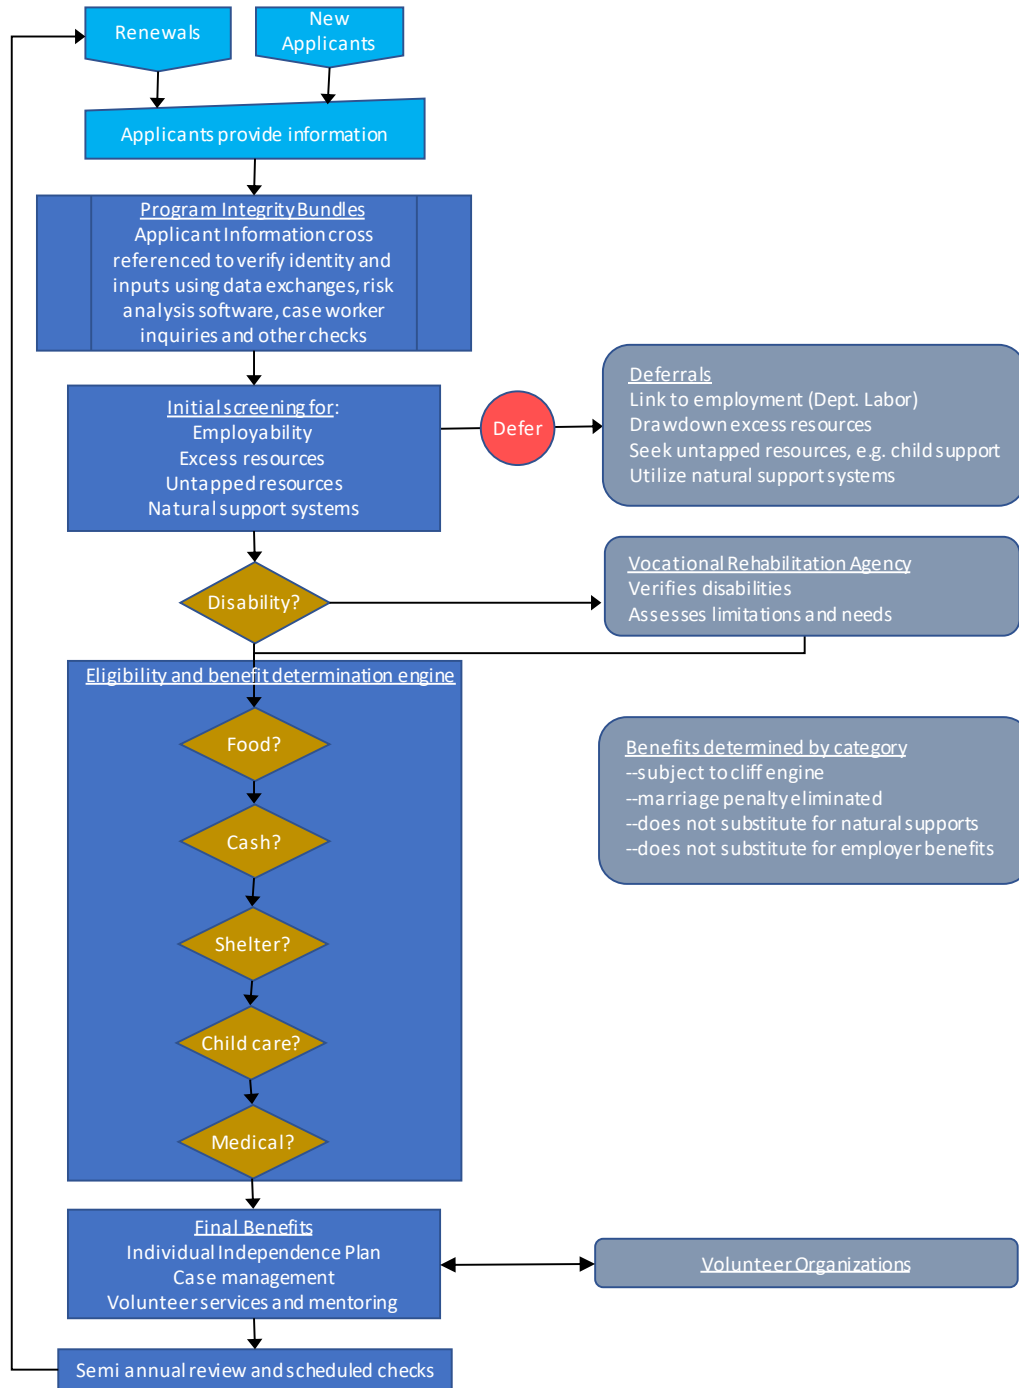 Renewals
New
Applicants
Applicants provide information
Program Integrity Bundles
Applicant Information cross
referenced to verify identity and
inputs using data exchanges, risk
analysis software, case worker
inquiries and other checks
Initial screening for:
Employability
Excess resources
Untapped resources
Natural support systems
Defer
Deferrals
Link to employment (Dept. Labor)
Drawdown excess resources
Seek untapped resources, e.g. child support
Utilize natural support systems
Disability?
Vocational Rehabilitation Agency
Verifies disabilities
Assesses limitations and needs
Eligibility and benefit determination engine
Food?
Cash?
Shelter?
Child care?
Medical?
Benefits determined by category
--subject to cliff engine
--marriage penalty eliminated
--does not substitute for natural supports
--does not substitute for employer benefits
Final Benefits
Individual Independence Plan
Case management
Volunteer services and mentoring
Volunteer Organizations
Semi annual review and scheduled checks